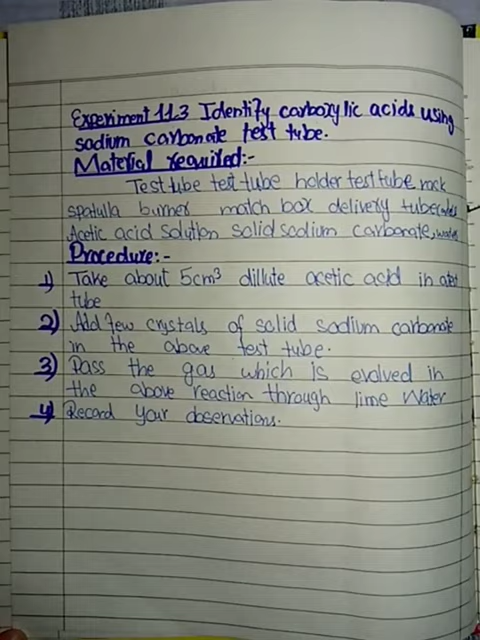 Experiment 11.3 Identify carboxylic acids using
sodium carbonate test tube.
Material required:-
Test tube test tube holder test tube rack
spatulla burner match box delivery tube
Acetic acid solution solid sodium carbonate, water
Procedure:-
1) Take about 5cm³ dillute acetic acid in a test
tube
2) Add few crystals of solid sodium carbonate
in the above test tube.
3) Pass the gas which is evolved in
the above reaction through lime water
4) Record your observations.